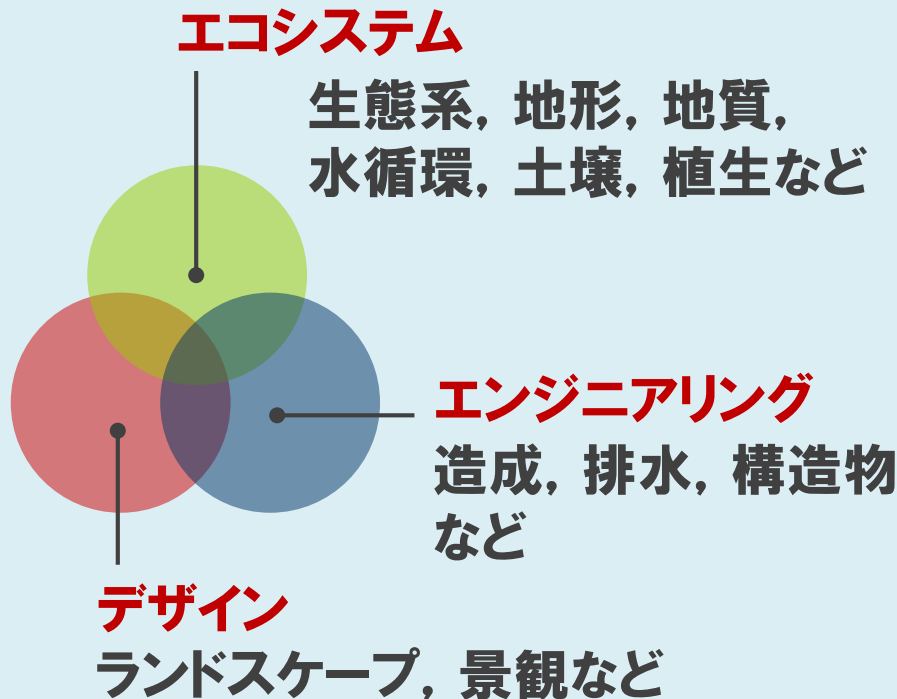 エコシステム
生態系, 地形, 地質,
水循環, 土壌, 植生など
エンジニアリング
造成, 排水, 構造物
など
デザイン
ランドスケープ, 景観など